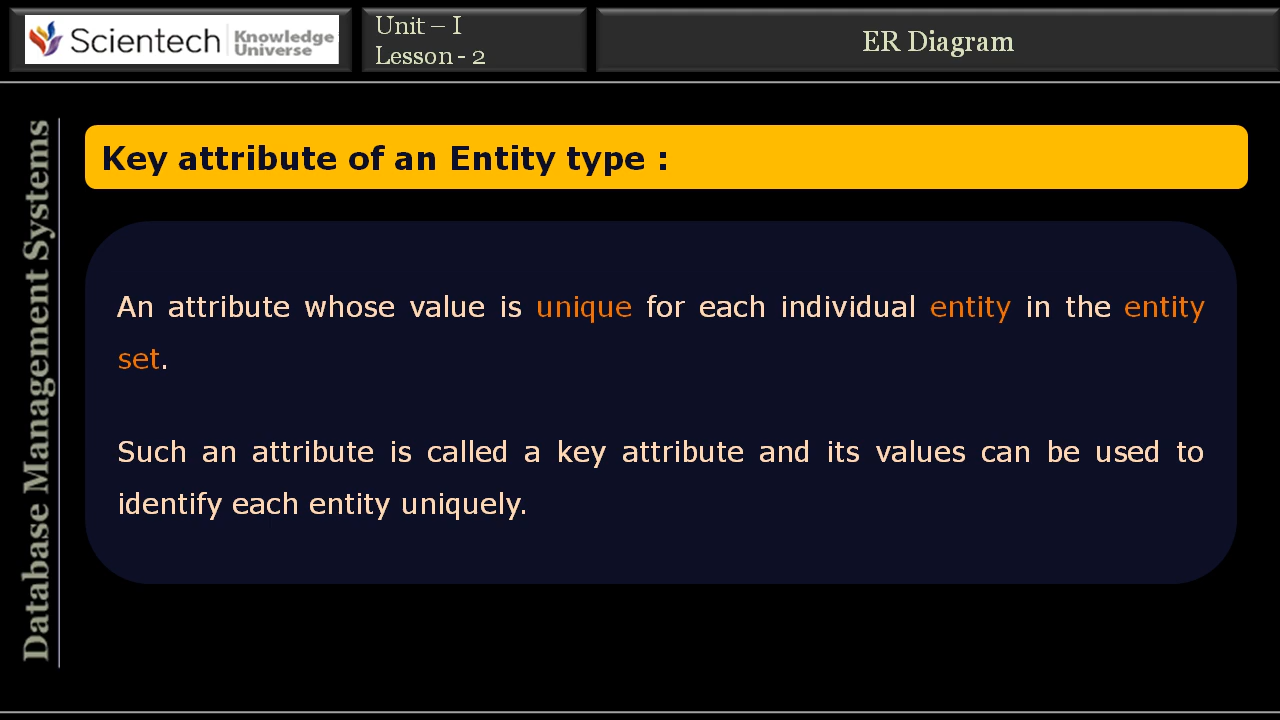 Scientech
Knowledge
Universe
Unit – I
Lesson - 2
ER Diagram
Database Management Systems
Key attribute of an Entity type :
An attribute whose value is unique for each individual entity in the entity
set.
Such an attribute is called a key attribute and its values can be used to
identify each entity uniquely.